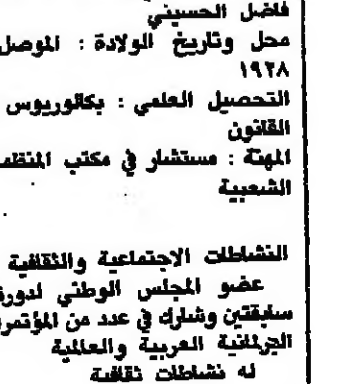 فاضل الحسيني
محل وتاريخ الولادة : الموصل
١٩٢٨
التحصيل العلمي : بكالوريوس
القانون
المهنة : مستشار في مكتب المنظم
الشعبية
النشاطات الاجتماعية والثقافية
عضو المجلس الوطني لدورة
سابقتين وشارك في عدد من المؤتمر
البرلمانية العربية والعالمية
له نشاطات ثقافية